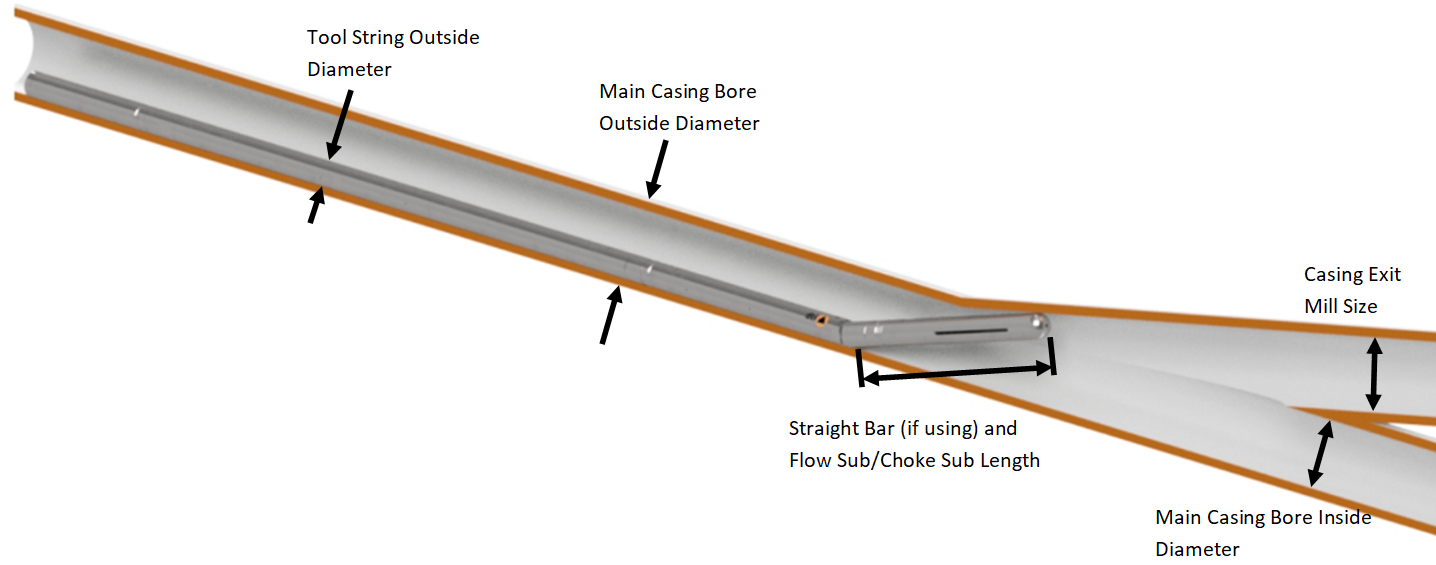 Tool String Outside
Diameter
Main Casing Bore
Outside Diameter
Casing Exit
Mill Size
Straight Bar (if using) and
Flow Sub/Choke Sub Length
Main Casing Bore Inside
Diameter